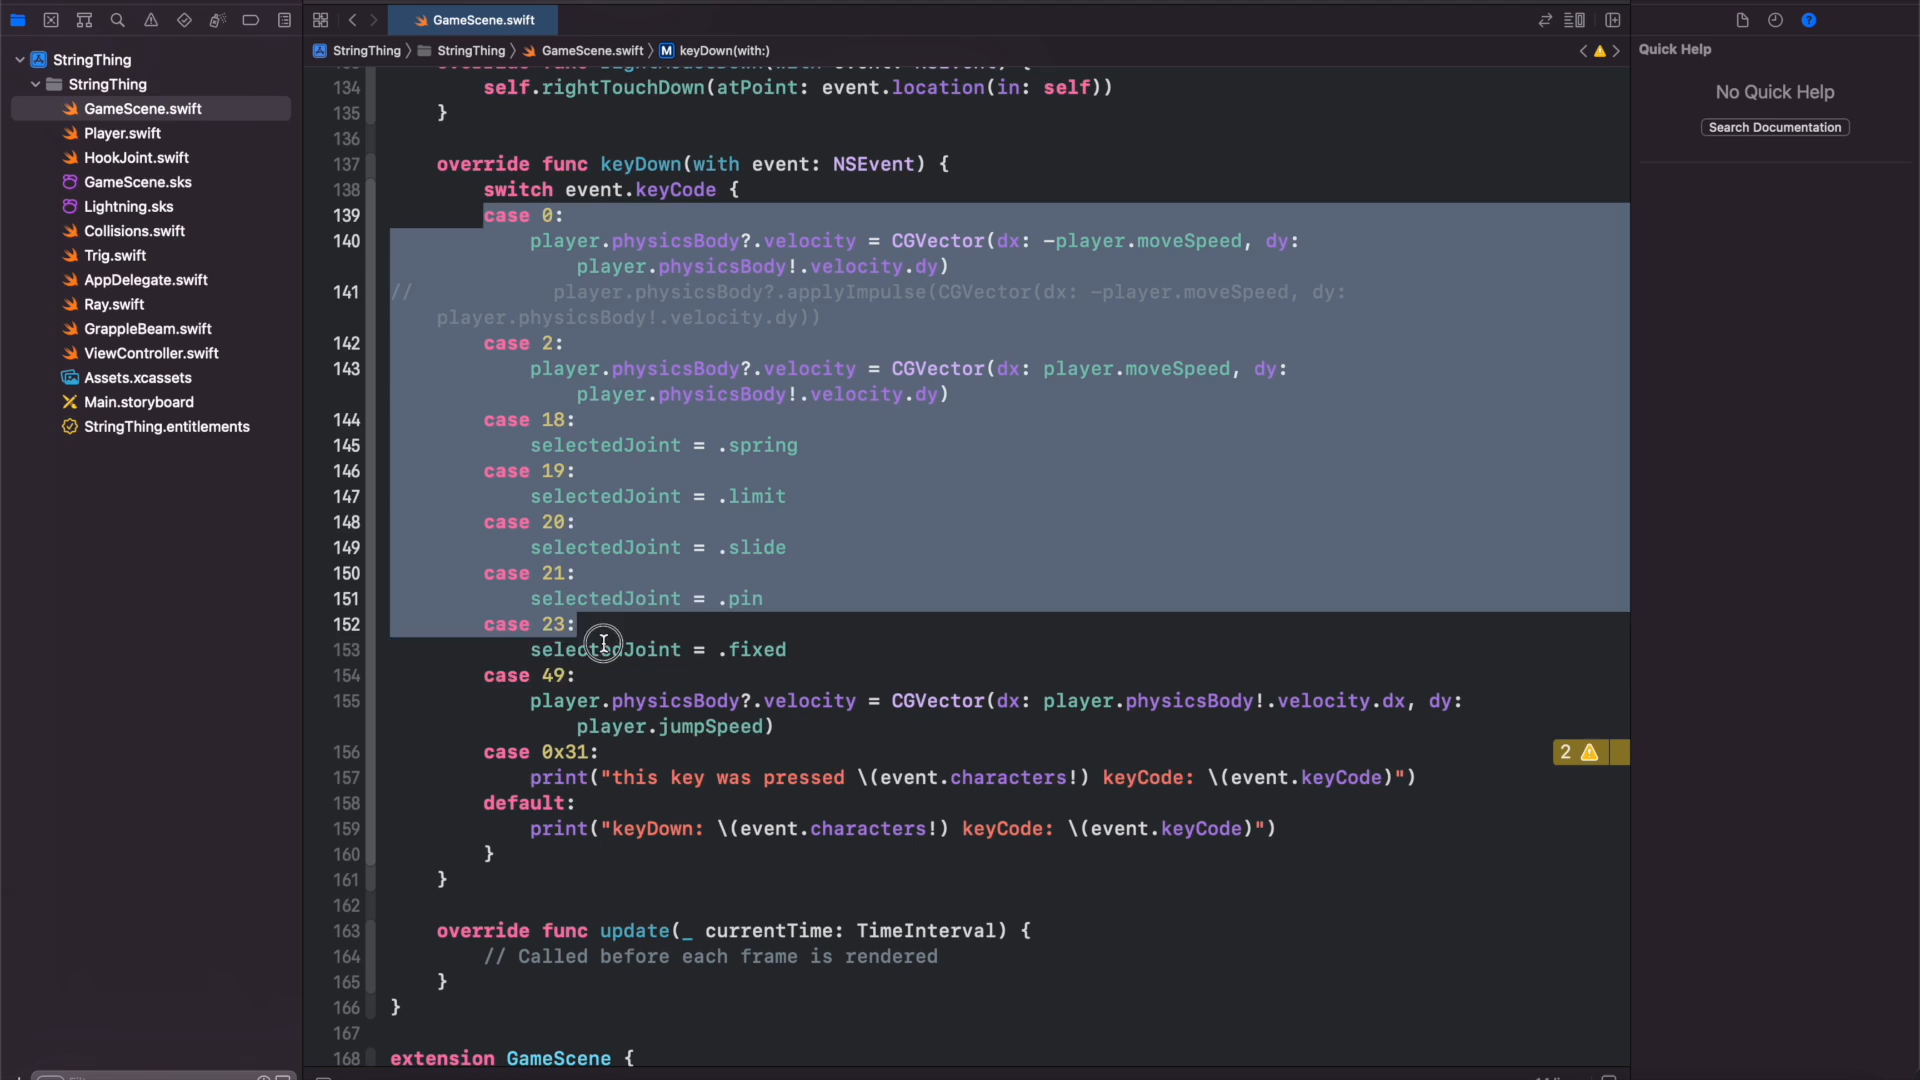 GameScene.swift
StringThing
StringThing
GameScene.swift
keyDown(with:)
Quick Help
No Quick Help
Search Documentation
StringThing
StringThing
GameScene.swift
Player.swift
HookJoint.swift
GameScene.sks
Lightning.sks
Collisions.swift
Trig.swift
AppDelegate.swift
Ray.swift
GrappleBeam.swift
ViewController.swift
Assets.xcassets
Main.storyboard
StringThing.entitlements
134 self.rightTouchDown(atPoint: event.location(in: self))
135 }
136
137 override func keyDown(with event: NSEvent) {
138 switch event.keyCode {
139 case 0:
140 player.physicsBody?.velocity = CGVector(dx: -player.moveSpeed, dy:
player.physicsBody!.velocity.dy)
141 // player.physicsBody?.applyImpulse(CGVector(dx: -player.moveSpeed, dy:
player.physicsBody!.velocity.dy))
142 case 2:
143 player.physicsBody?.velocity = CGVector(dx: player.moveSpeed, dy:
player.physicsBody!.velocity.dy)
144 case 18:
145 selectedJoint = .spring
146 case 19:
147 selectedJoint = .limit
148 case 20:
149 selectedJoint = .slide
150 case 21:
151 selectedJoint = .pin
152 case 23:
153 selectedJoint = .fixed
154 case 49:
155 player.physicsBody?.velocity = CGVector(dx: player.physicsBody!.velocity.dx, dy:
player.jumpSpeed)
156 case 0x31:
2
157 print("this key was pressed \(event.characters!) keyCode: \(event.keyCode)")
158 default:
159 print("keyDown: \(event.characters!) keyCode: \(event.keyCode)")
160 }
161 }
162
163 override func update(_ currentTime: TimeInterval) {
164 // Called before each frame is rendered
165 }
166 }
167
168 extension GameScene {